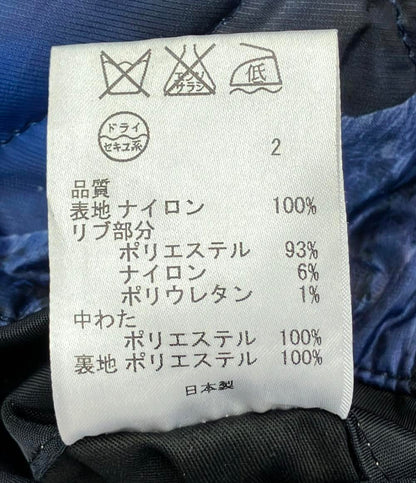 エンソ サラシ 低
ドライ
セキユ系
2
品質
表地 ナイロン 100%
リブ部分
ポリエステル 93%
ナイロン 6%
ポリウレタン 1%
中わた
ポリエステル 100%
裏地 ポリエステル 100%
日本製